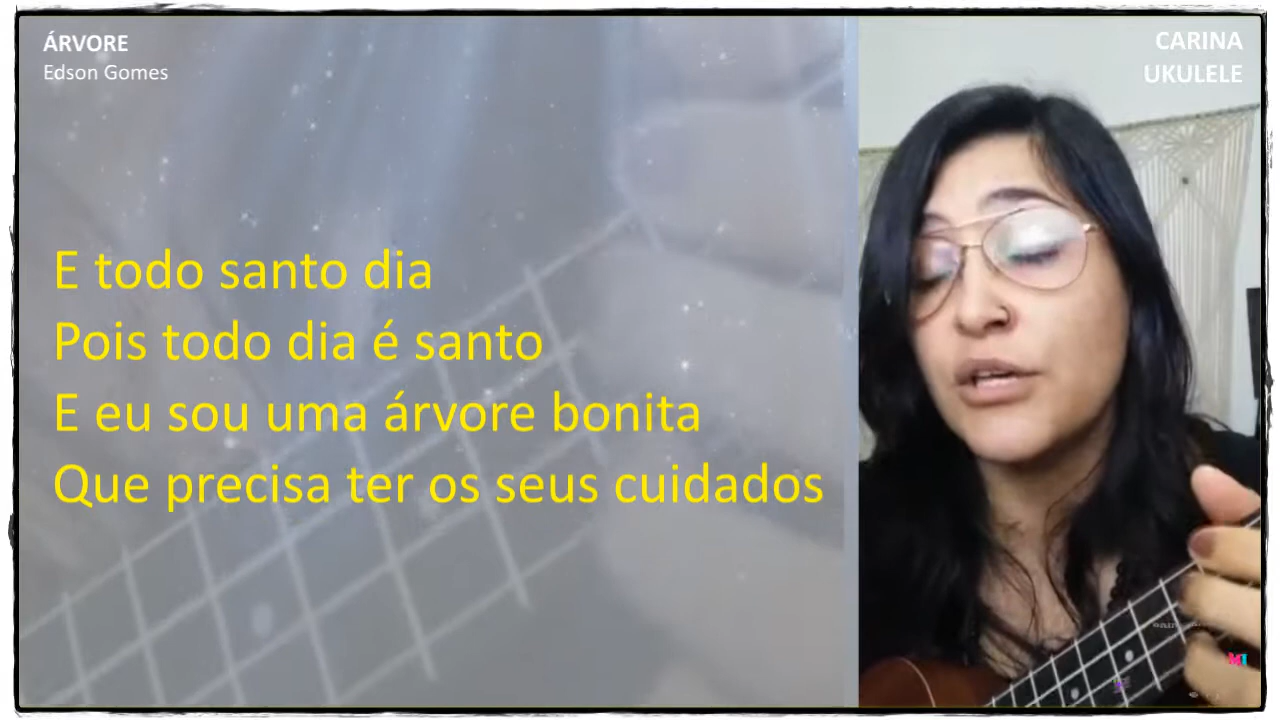 ÁRVORE
Edson Gomes
CARINA
UKULELE
E todo santo dia
Pois todo dia é santo
E eu sou uma árvore bonita
Que precisa ter os seus cuidados